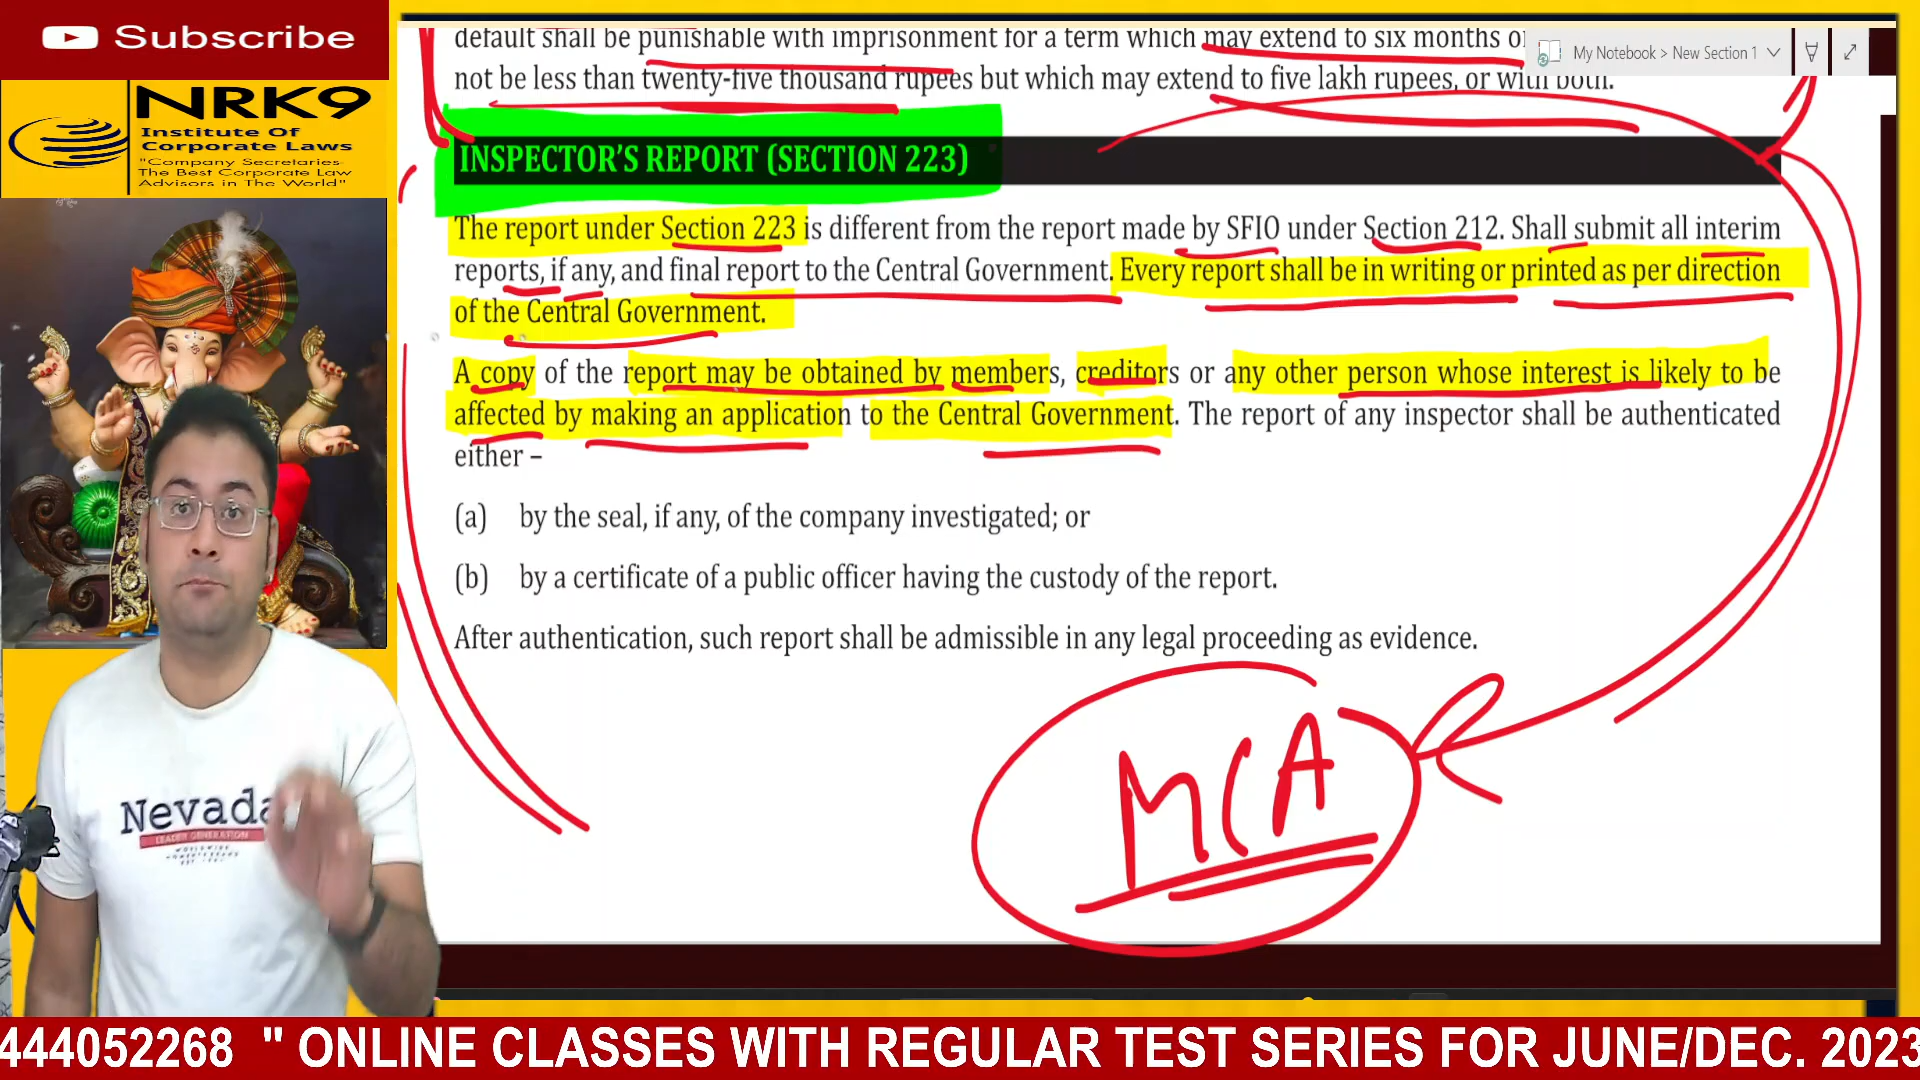 Subscribe
NRK9
Institute Of
Corporate Laws
"Company Secretaries-
The Best Corporate Law
Advisors in The World"
default shall be punishable with imprisonment for a term which may extend to six months
My Notebook > New Section 1
not be less than twenty-five thousand rupees but which may extend to five lakh rupees, or with both.
INSPECTOR'S REPORT (SECTION 223)
The report under Section 223 is different from the report made by SFIO under Section 212. Shall submit all interim
reports, if any, and final report to the Central Government. Every report shall be in writing or printed as per direction
of the Central Government.
A copy of the report may be obtained by members, creditors or any other person whose interest is likely to be
affected by making an application to the Central Government. The report of any inspector shall be authenticated
either –
(a) by the seal, if any, of the company investigated; or
(b) by a certificate of a public officer having the custody of the report.
After authentication, such report shall be admissible in any legal proceeding as evidence.
MCA
Nevada
LEADER GENERATION
444052268 " ONLINE CLASSES WITH REGULAR TEST SERIES FOR JUNE/DEC. 2023